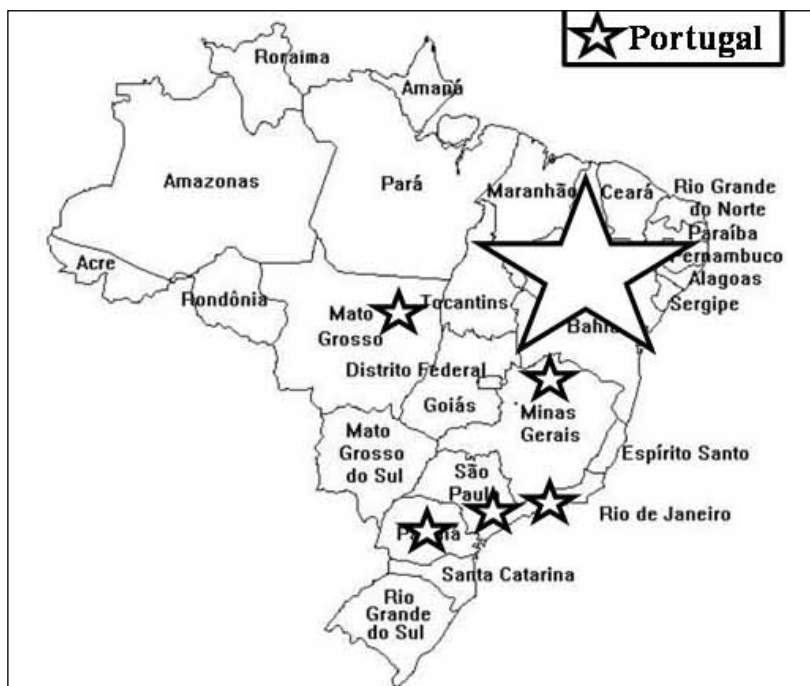 Portugal
Roraima
Amapá
Amazonas
Pará
Maranhão
Ceará
Rio Grande
do Norte
Paraíba
Pernambuco
Alagoas
Sergipe
Acre
Rondônia
Mato
Grosso
Tocantins
Bahia
Distrito Federal
Goiás
Minas
Gerais
Mato
Grosso
do Sul
Espírito Santo
São
Paulo
Rio de Janeiro
Paraná
Santa Catarina
Rio
Grande
do Sul